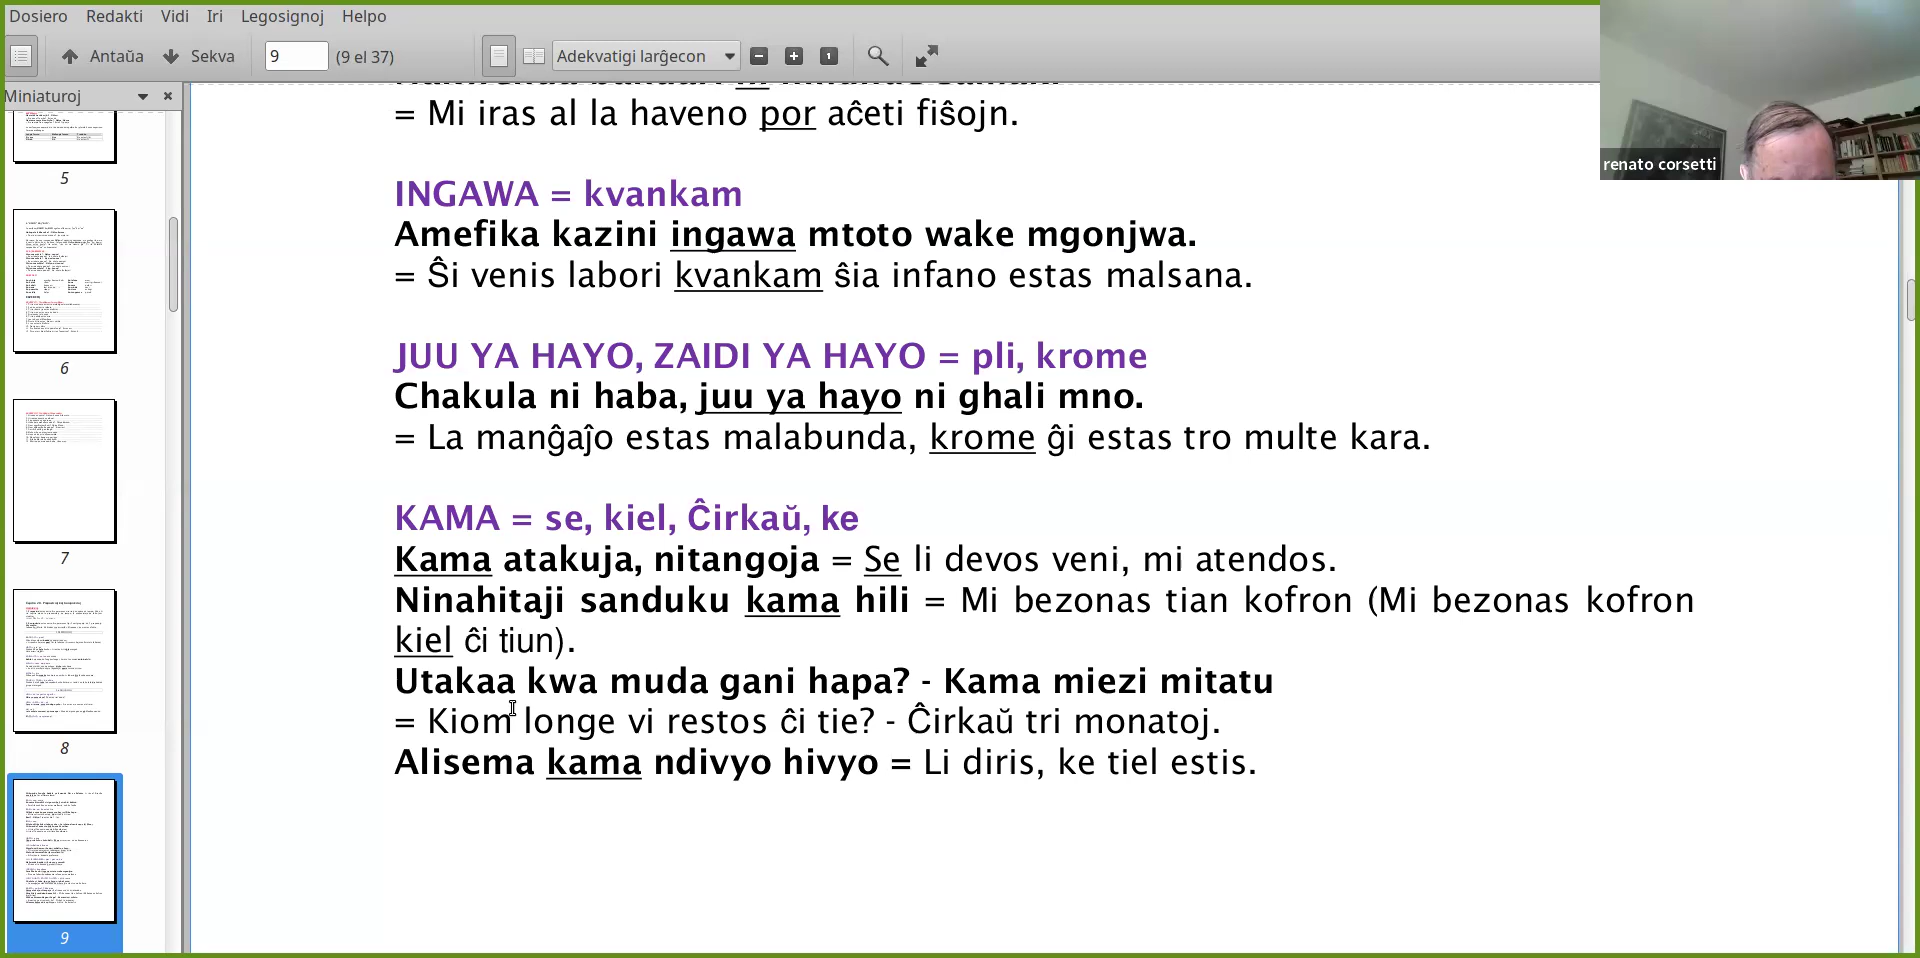 Dosiero Redakti Vidi Iri Legosignoj Helpo
Antaŭa Sekva 9 (9 el 37) Adekvatigi larĝecon
Miniaturoj
5
6
7
8
9
renato corsetti
= Mi iras al la haveno por aĉeti fiŝojn.
INGAWA = kvankam
Amefika kazini ingawa mtoto wake mgonjwa.
= Ŝi venis labori kvankam ŝia infano estas malsana.
JUU YA HAYO, ZAIDI YA HAYO = pli, krome
Chakula ni haba, juu ya hayo ni ghali mno.
= La manĝaĵo estas malabunda, krome ĝi estas tro multe kara.
KAMA = se, kiel, Ĉirkaŭ, ke
Kama atakuja, nitangoja = Se li devos veni, mi atendos.
Ninahitaji sanduku kama hili = Mi bezonas tian kofron (Mi bezonas kofron
kiel ĉi tiun).
Utakaa kwa muda gani hapa? - Kama miezi mitatu
= Kiom longe vi restos ĉi tie? - Ĉirkaŭ tri monatoj.
Alisema kama ndivyo hivyo = Li diris, ke tiel estis.